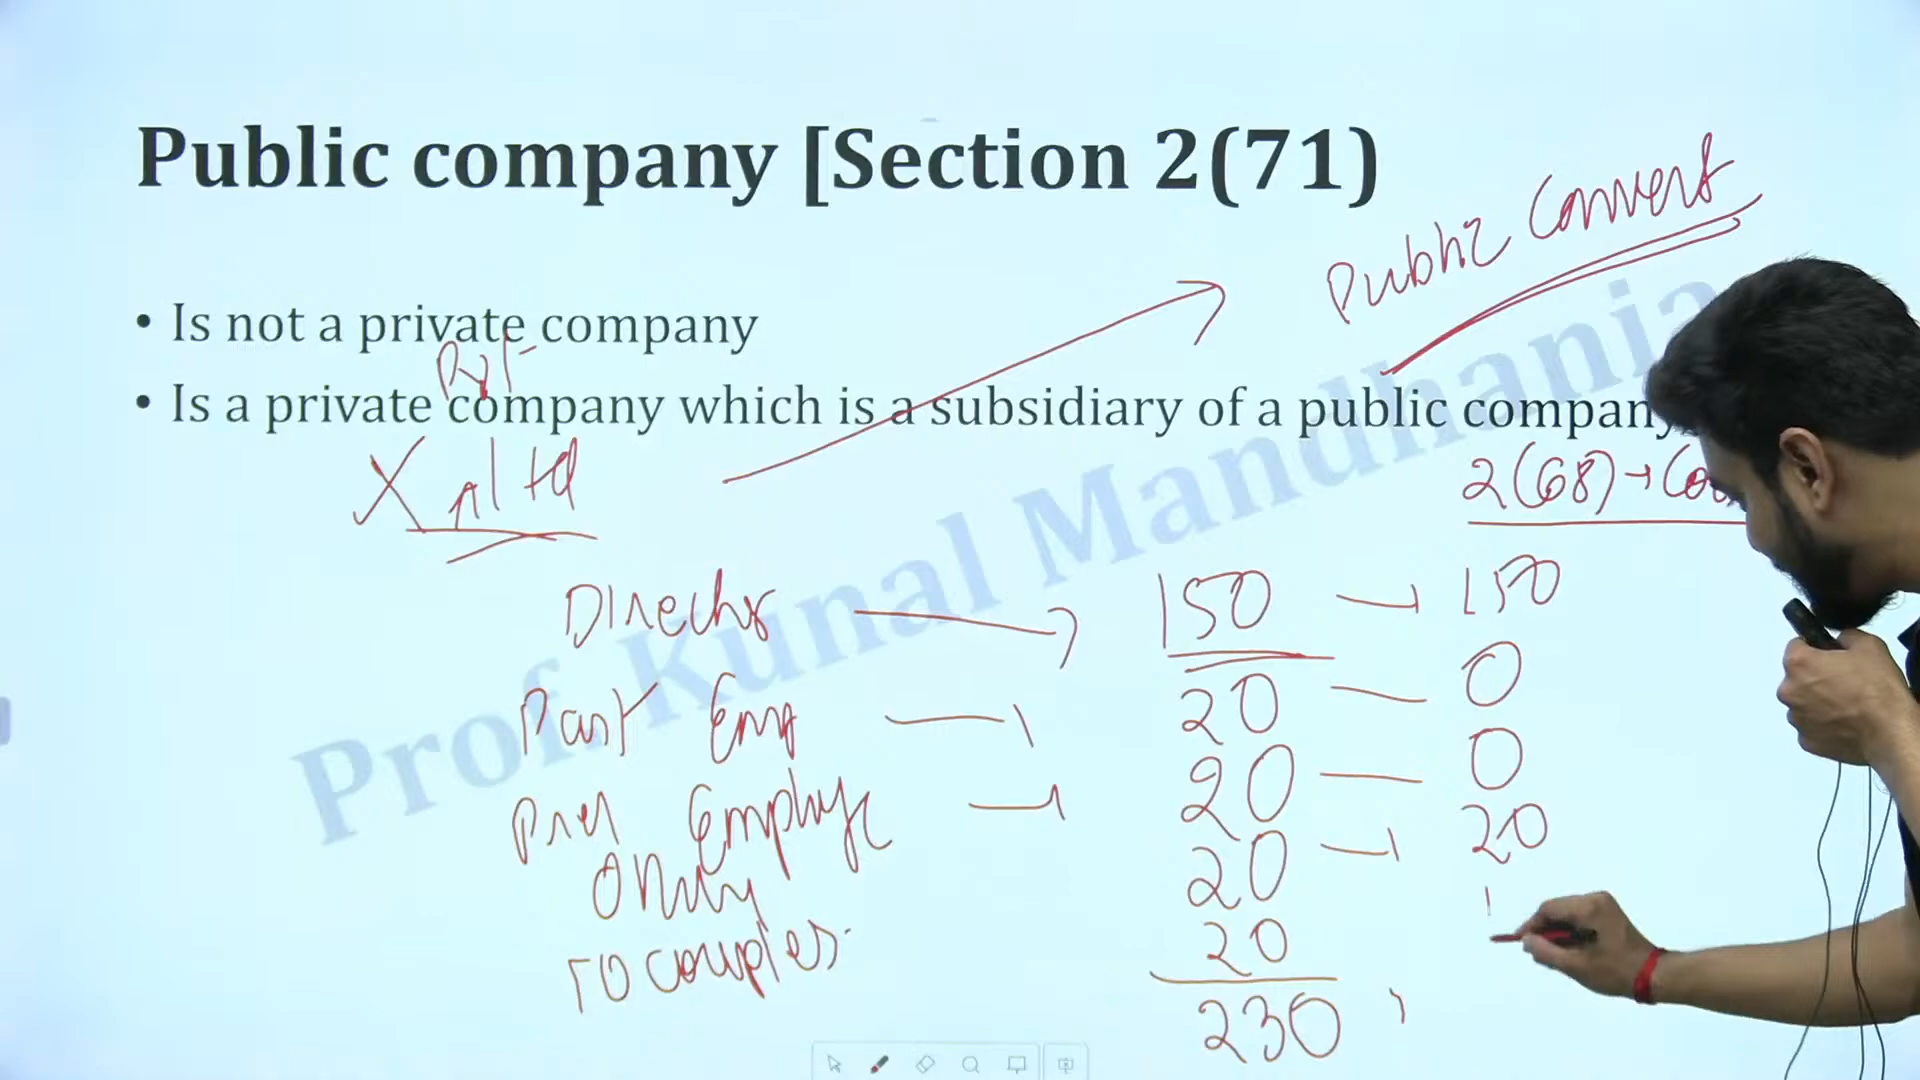 Public company [Section 2(71)
Public Convert
• Is not a private company
Pvt
• Is a private company which is a subsidiary of a public company
X Ltd
2(68) → Co
Director → 150 → 150
Past Emp 20 — 0
Employee 20 — 0
Only 20 → 20
10 couples. 20
230
Prof. Kunal Mandhania